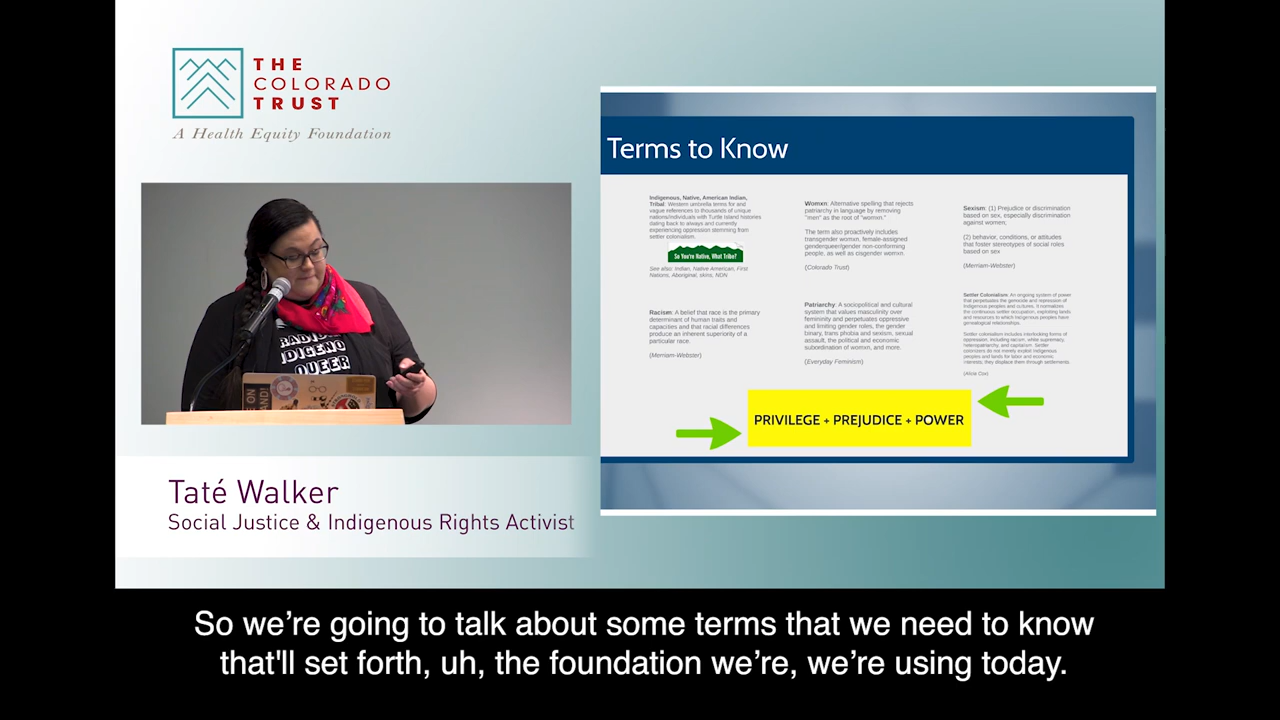 THE
COLORADO
TRUST
A Health Equity Foundation
RADIC
INDIGENO
QUEER
Taté Walker
Social Justice & Indigenous Rights Activist
Terms to Know
Indigenous, Native, American Indian,
Tribal: Western umbrella terms for and
vague references to thousands of unique
nations/individuals with Turtle Island histories
dating back to always and currently
experiencing oppression stemming from
settler colonialism.
So You're Native, What Tribe?
See also: Indian, Native American, First
Nations, Aboriginal, skins, NDN
Racism: A belief that race is the primary
determinant of human traits and
capacities and that racial differences
produce an inherent superiority of a
particular race.
(Merriam-Webster)
Womxn: Alternative spelling that rejects
patriarchy in language by removing
"men" as the root of "women."
The term also proactively includes
transgender womxn, female-assigned
genderqueer/gender non-conforming
people, as well as cisgender womxn.
(Colorado Trust)
Patriarchy: A sociopolitical and cultural
system that values masculinity over
femininity and perpetuates oppressive
and limiting gender roles, the gender
binary, trans phobia and sexism, sexual
assault, the political and economic
subordination of womxn, and more.
(Everyday Feminism)
Sexism: (1) Prejudice or discrimination
based on sex, especially discrimination
against women;
(2) behavior, conditions, or attitudes
that foster stereotypes of social roles
based on sex
(Merriam-Webster)
Settler Colonialism: An ongoing system of power
that perpetuates the genocide and repression of
Indigenous peoples and cultures. It normalizes
the continuous settler occupation, exploiting lands
and resources to which Indigenous peoples have
genealogical relationships.
Settler colonialism includes interlocking forms of
oppression, including racism, white supremacy,
heteropatriarchy, and capitalism. Settler
colonizers do not merely exploit Indigenous
peoples and lands for labor and economic
interests; they displace them through settlements.
(Alicia Cox)
PRIVILEGE + PREJUDICE + POWER
So we're going to talk about some terms that we need to know
that'll set forth, uh, the foundation we're, we're using today.